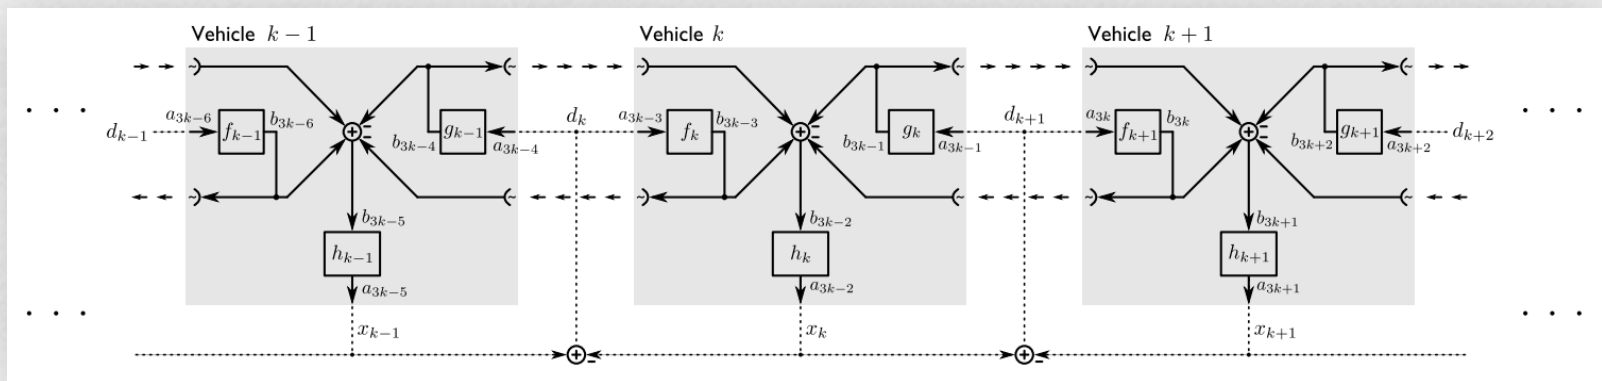 Vehicle k − 1
Vehicle k
Vehicle k + 1
. . .
d_{k−1}
a_{3k−6}
f_{k−1}
b_{3k−6}
+
−
−
b_{3k−4}
g_{k−1}
a_{3k−4}
d_k
a_{3k−3}
f_k
b_{3k−3}
+
−
−
b_{3k−1}
g_k
a_{3k−1}
d_{k+1}
a_{3k}
f_{k+1}
b_{3k}
+
−
−
b_{3k+2}
g_{k+1}
a_{3k+2}
d_{k+2}
. . .
b_{3k−5}
h_{k−1}
a_{3k−5}
b_{3k−2}
h_k
a_{3k−2}
b_{3k+1}
h_{k+1}
a_{3k+1}
. . .
x_{k−1}
x_k
x_{k+1}
. . .
+
−
+
−